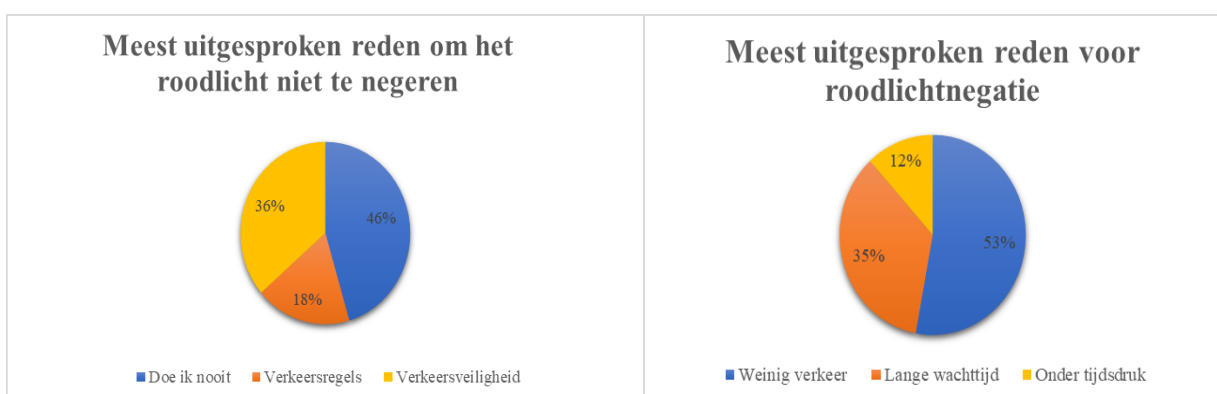 Meest uitgesproken reden om het
roodlicht niet te negeren
36%
46%
18%
Doe ik nooit Verkeersregels Verkeersveiligheid
Meest uitgesproken reden voor
roodlichtnegatie
12%
53%
35%
Weinig verkeer Lange wachttijd Onder tijdsdruk